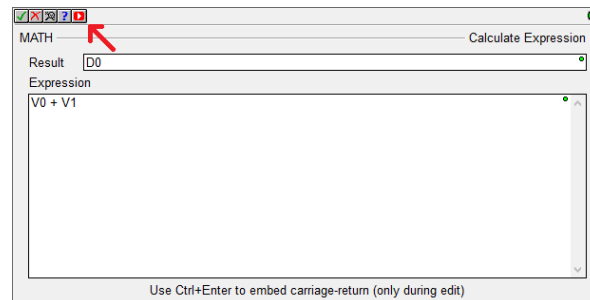 MATH
Calculate Expression
Result
D0
Expression
V0 + V1
Use Ctrl+Enter to embed carriage-return (only during edit)